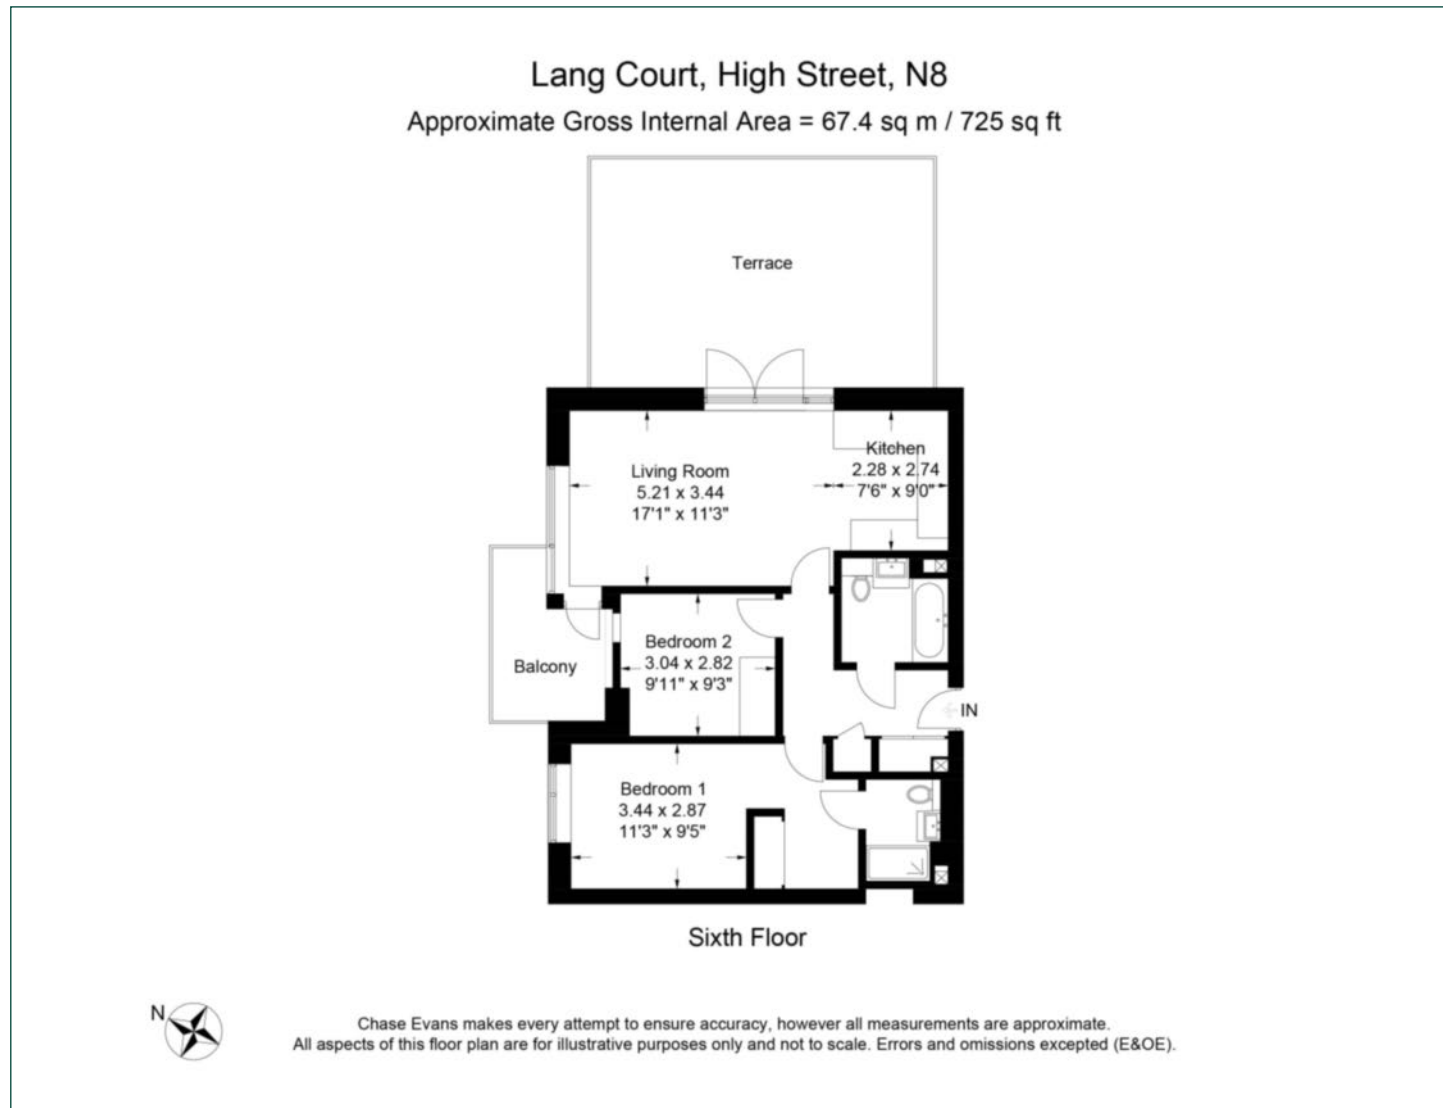 Lang Court, High Street, N8
Approximate Gross Internal Area = 67.4 sq m / 725 sq ft
Terrace
Kitchen
2.28 x 2.74
7'6" x 9'0"
Living Room
5.21 x 3.44
17'1" x 11'3"
Bedroom 2
3.04 x 2.82
9'11" x 9'3"
Balcony
IN
Bedroom 1
3.44 x 2.87
11'3" x 9'5"
Sixth Floor
N
Chase Evans makes every attempt to ensure accuracy, however all measurements are approximate.
All aspects of this floor plan are for illustrative purposes only and not to scale. Errors and omissions excepted (E&OE).